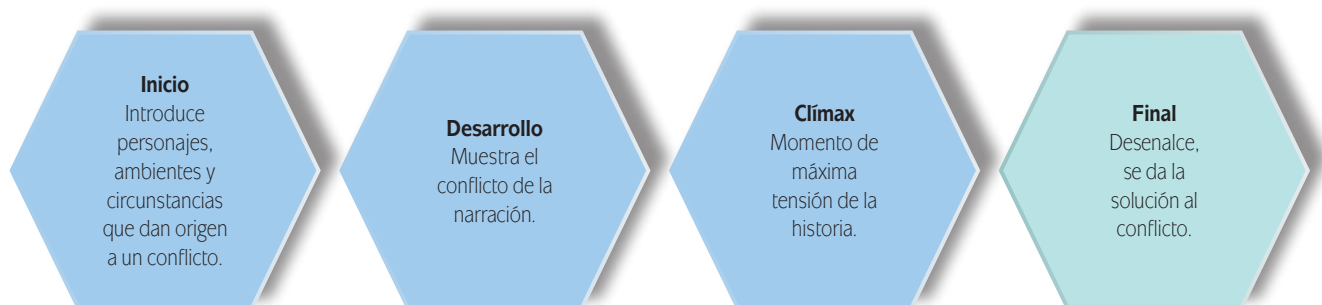 Inicio
Introduce
personajes,
ambientes y
circunstancias
que dan origen
a un conflicto.
Desarrollo
Muestra el
conflicto de la
narración.
Clímax
Momento de
máxima
tensión de la
historia.
Final
Desenalce,
se da la
solución al
conflicto.